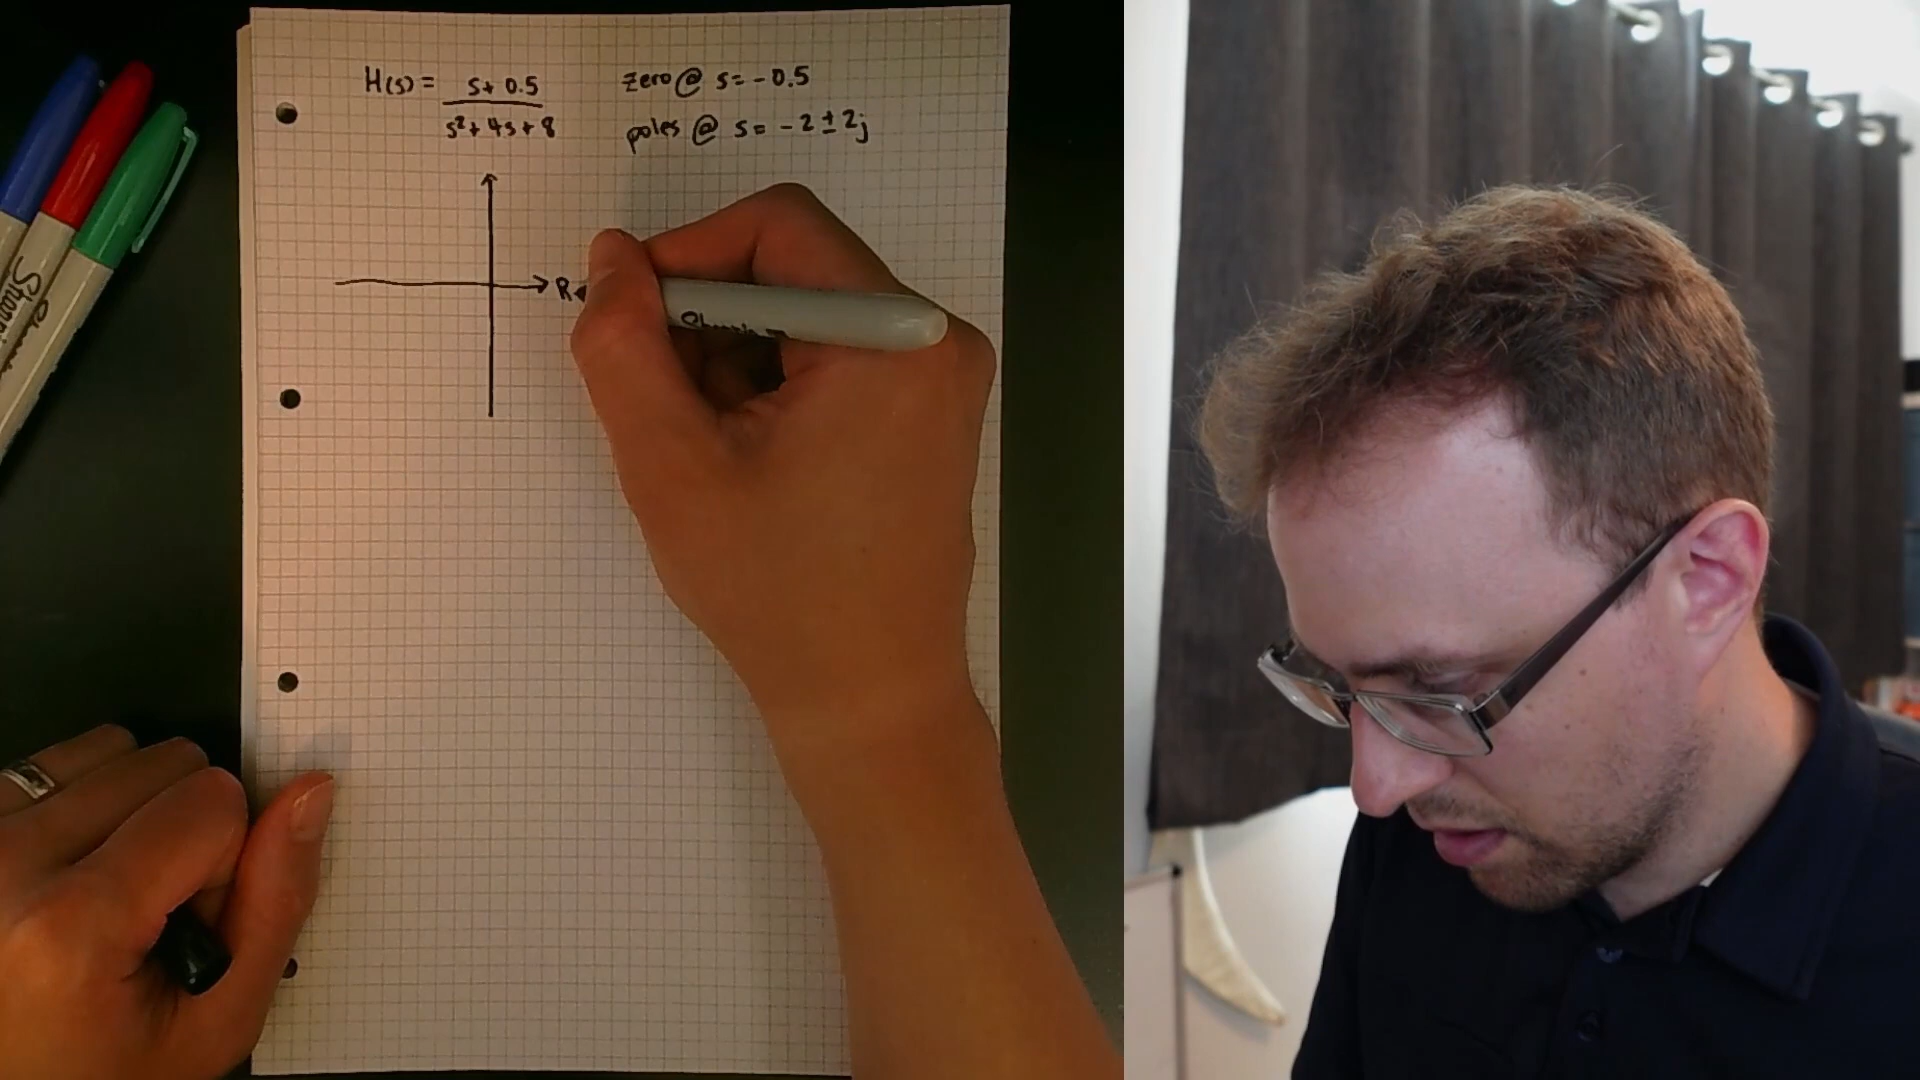 H(s) = s + 0.5
s² + 4s + 8
zero @ s = -0.5
poles @ s = -2 ± 2j
Sharpie